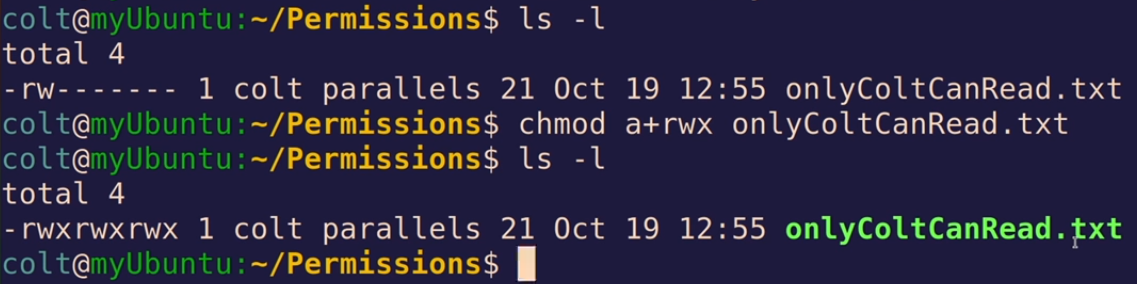 colt@myUbuntu:~/Permissions$ ls -l
total 4
-rw------- 1 colt parallels 21 Oct 19 12:55 onlyColtCanRead.txt
colt@myUbuntu:~/Permissions$ chmod a+rwx onlyColtCanRead.txt
colt@myUbuntu:~/Permissions$ ls -l
total 4
-rwxrwxrwx 1 colt parallels 21 Oct 19 12:55 onlyColtCanRead.txt
colt@myUbuntu:~/Permissions$